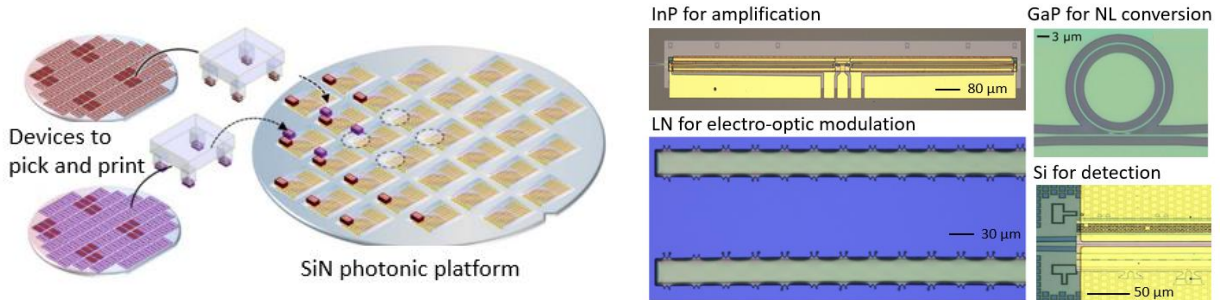 Devices to
pick and print
SiN photonic platform
InP for amplification
80 μm
LN for electro-optic modulation
30 μm
GaP for NL conversion
3 μm
Si for detection
50 μm